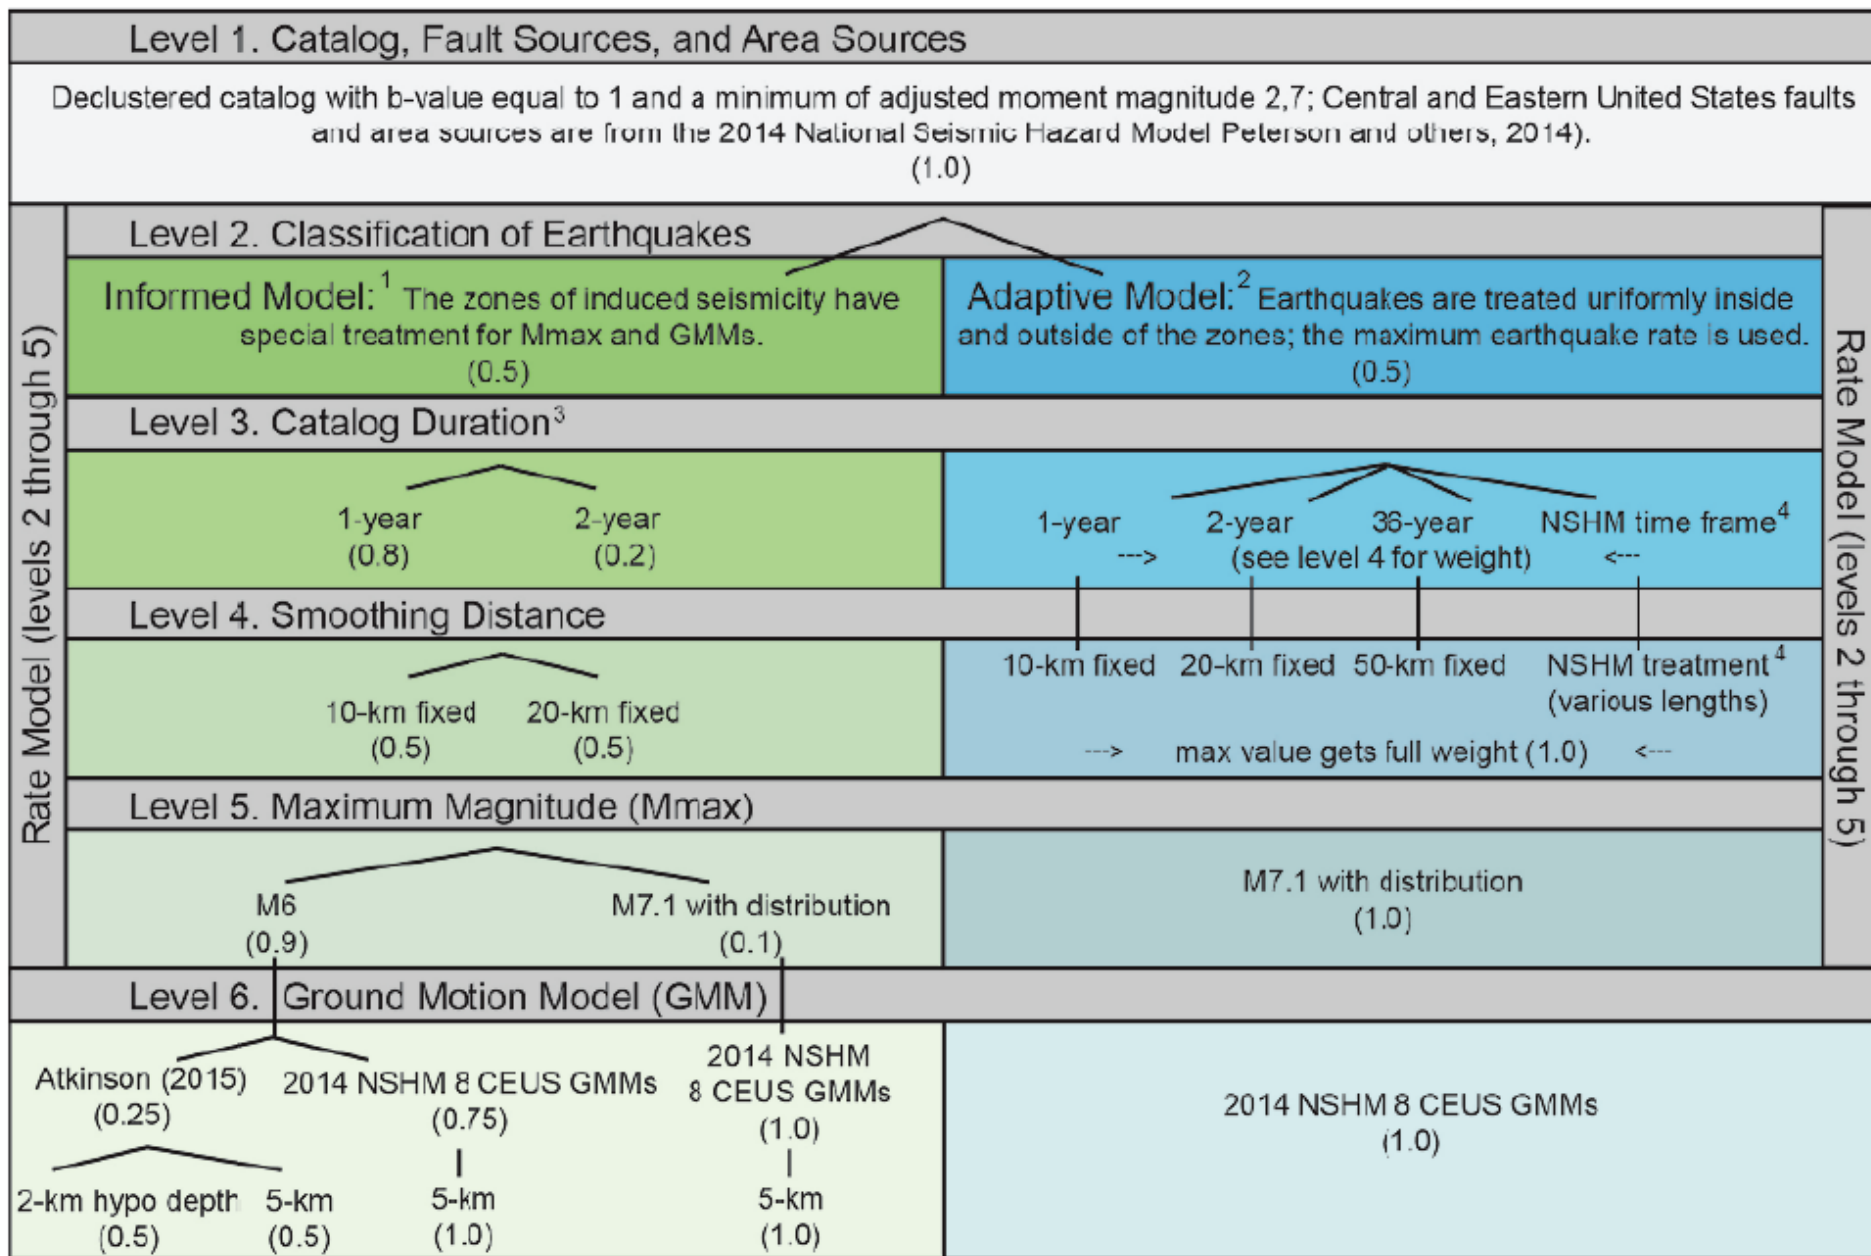 Level 1. Catalog, Fault Sources, and Area Sources
Declustered catalog with b-value equal to 1 and a minimum of adjusted moment magnitude 2,7; Central and Eastern United States faults
and area sources are from the 2014 National Seismic Hazard Model Peterson and others, 2014).
(1.0)
Rate Model (levels 2 through 5)
Level 2. Classification of Earthquakes
Rate Model (levels 2 through 5)
Informed Model:1 The zones of induced seismicity have
special treatment for Mmax and GMMs.
(0.5)
Adaptive Model:2 Earthquakes are treated uniformly inside
and outside of the zones; the maximum earthquake rate is used.
(0.5)
Level 3. Catalog Duration3
1-year 2-year
(0.8) (0.2)
1-year 2-year 36-year NSHM time frame4
---> (see level 4 for weight) <---
Level 4. Smoothing Distance
10-km fixed 20-km fixed
(0.5) (0.5)
10-km fixed 20-km fixed 50-km fixed NSHM treatment4
(various lengths)
---> max value gets full weight (1.0) <---
Level 5. Maximum Magnitude (Mmax)
M6 M7.1 with distribution
(0.9) (0.1)
M7.1 with distribution
(1.0)
Level 6. Ground Motion Model (GMM)
Atkinson (2015)
(0.25)
2-km hypo depth 5-km
(0.5) (0.5)
2014 NSHM 8 CEUS GMMs
(0.75)
5-km
(1.0)
2014 NSHM
8 CEUS GMMs
(1.0)
5-km
(1.0)
2014 NSHM 8 CEUS GMMs
(1.0)